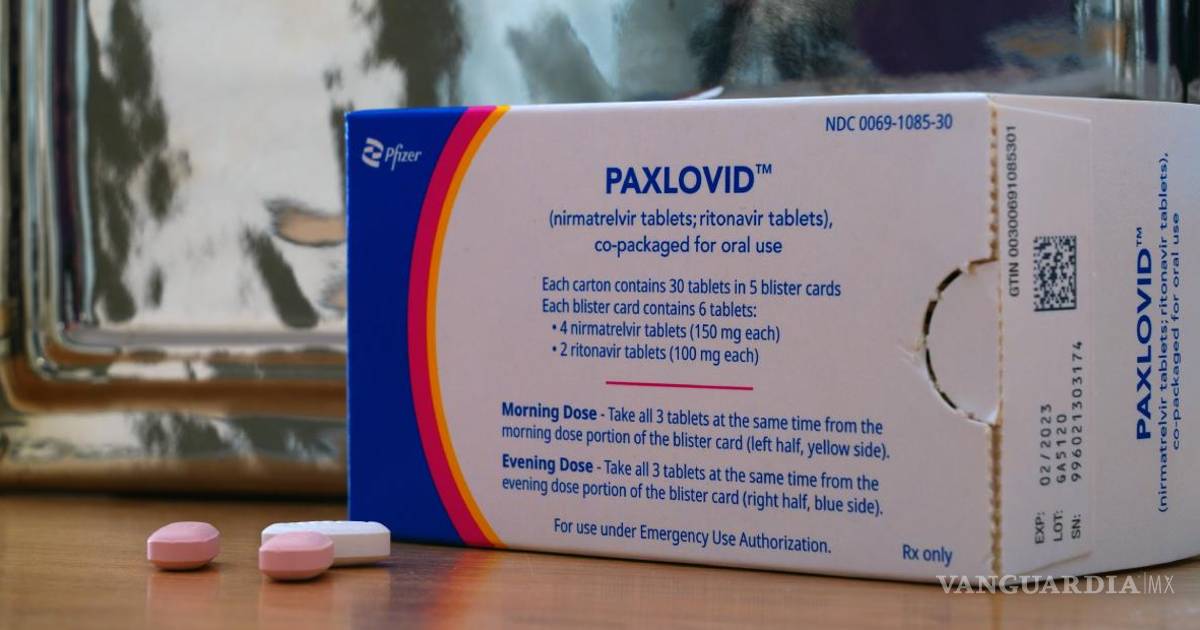 Pfizer
NDC 0069-1085-30
PAXLOVID™
(nirmatrelvir tablets; ritonavir tablets),
co-packaged for oral use
Each carton contains 30 tablets in 5 blister cards
Each blister card contains 6 tablets:
• 4 nirmatrelvir tablets (150 mg each)
• 2 ritonavir tablets (100 mg each)
Morning Dose - Take all 3 tablets at the same time from the
morning dose portion of the blister card (left half, yellow side).
Evening Dose - Take all 3 tablets at the same time from the
evening dose portion of the blister card (right half, blue side).
For use under Emergency Use Authorization.
Rx only
GTIN 00300691085301
EXP: 02/2023
LOT: GA5120
SN: 996021303174
PAXLOVID™
(nirmatrelvir tablets; ritonavir tablets),
co-packaged for oral use
VANGUARDIA|MX